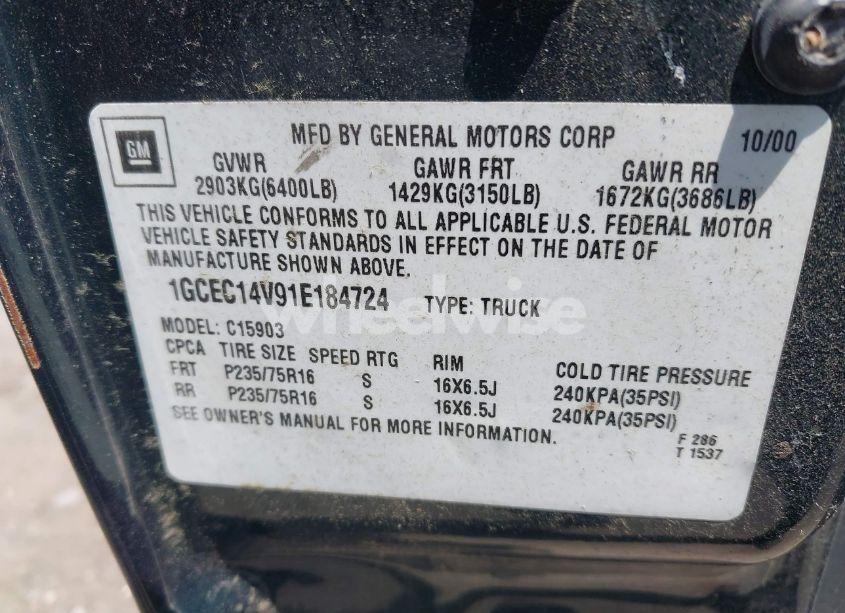 GM
MFD BY GENERAL MOTORS CORP 10/00
GVWR GAWR FRT GAWR RR
2903KG(6400LB) 1429KG(3150LB) 1672KG(3686LB)
THIS VEHICLE CONFORMS TO ALL APPLICABLE U.S. FEDERAL MOTOR
VEHICLE SAFETY STANDARDS IN EFFECT ON THE DATE OF
MANUFACTURE SHOWN ABOVE.
1GCEC14V91E184724 TYPE: TRUCK
wheelwise
MODEL: C15903
CPCA TIRE SIZE SPEED RTG RIM COLD TIRE PRESSURE
FRT P235/75R16 S 16X6.5J 240KPA(35PSI)
RR P235/75R16 S 16X6.5J 240KPA(35PSI)
SEE OWNER'S MANUAL FOR MORE INFORMATION.
F 286
T 1537